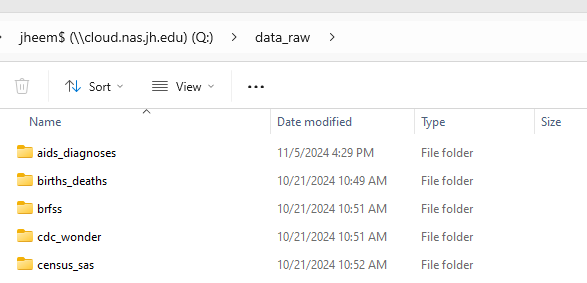 jheem$ (\\cloud.nas.jh.edu) (Q:) > data_raw >
Sort View ...
Name Date modified Type Size
aids_diagnoses 11/5/2024 4:29 PM File folder
births_deaths 10/21/2024 10:49 AM File folder
brfss 10/21/2024 10:51 AM File folder
cdc_wonder 10/21/2024 10:51 AM File folder
census_sas 10/21/2024 10:52 AM File folder